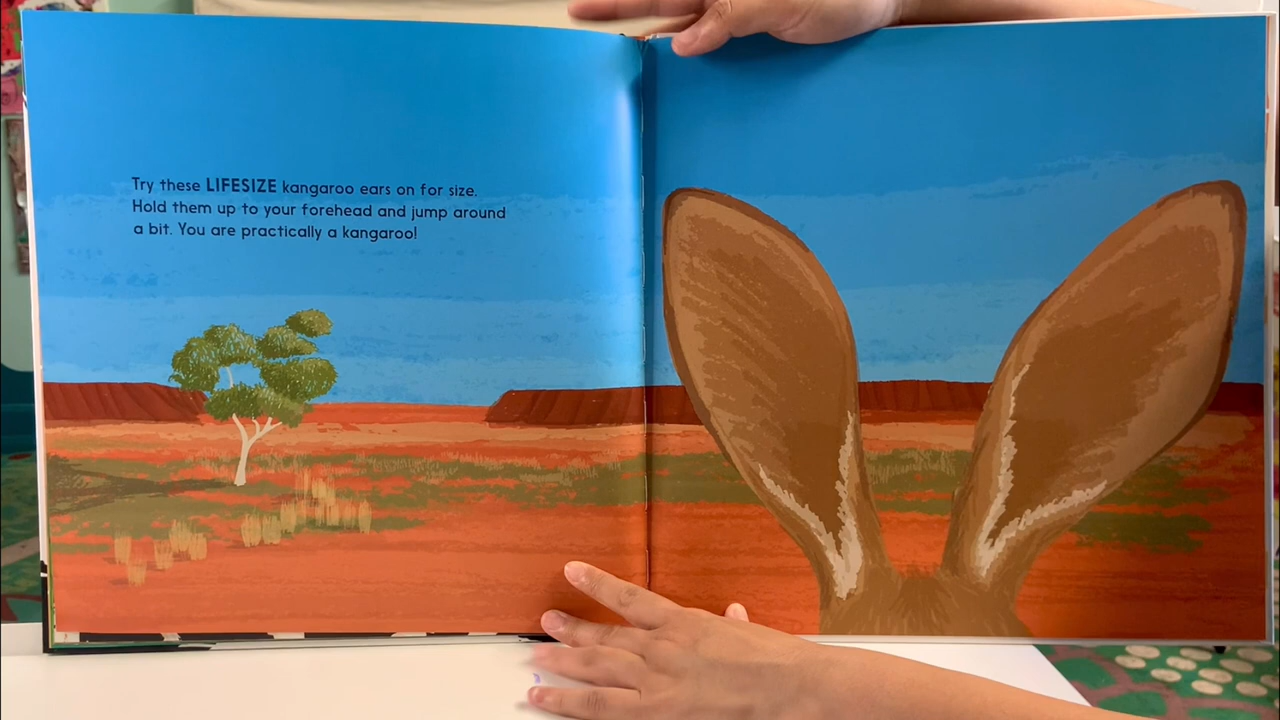 Try these LIFESIZE kangaroo ears on for size.
Hold them up to your forehead and jump around
a bit. You are practically a kangaroo!